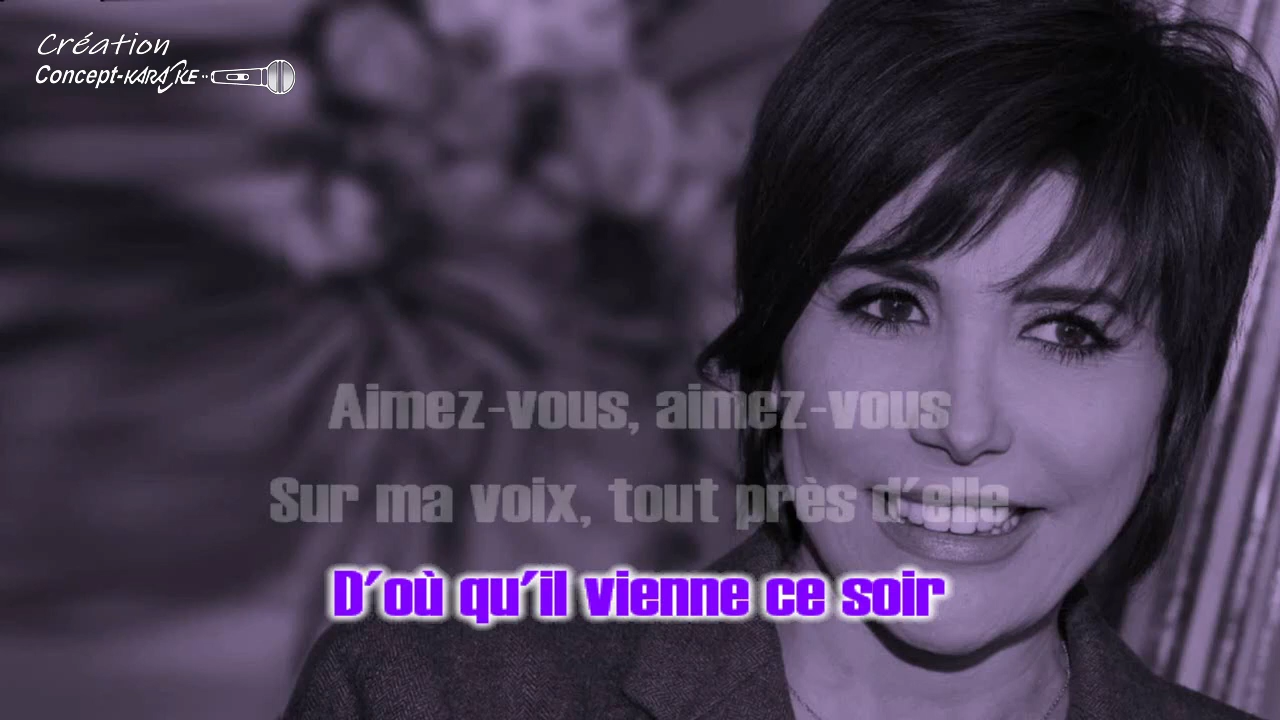 Création
Concept-KARAOKE
Aimez-vous, aimez-vous
Sur ma voix, tout près d'elle
D'où qu'il vienne ce soir